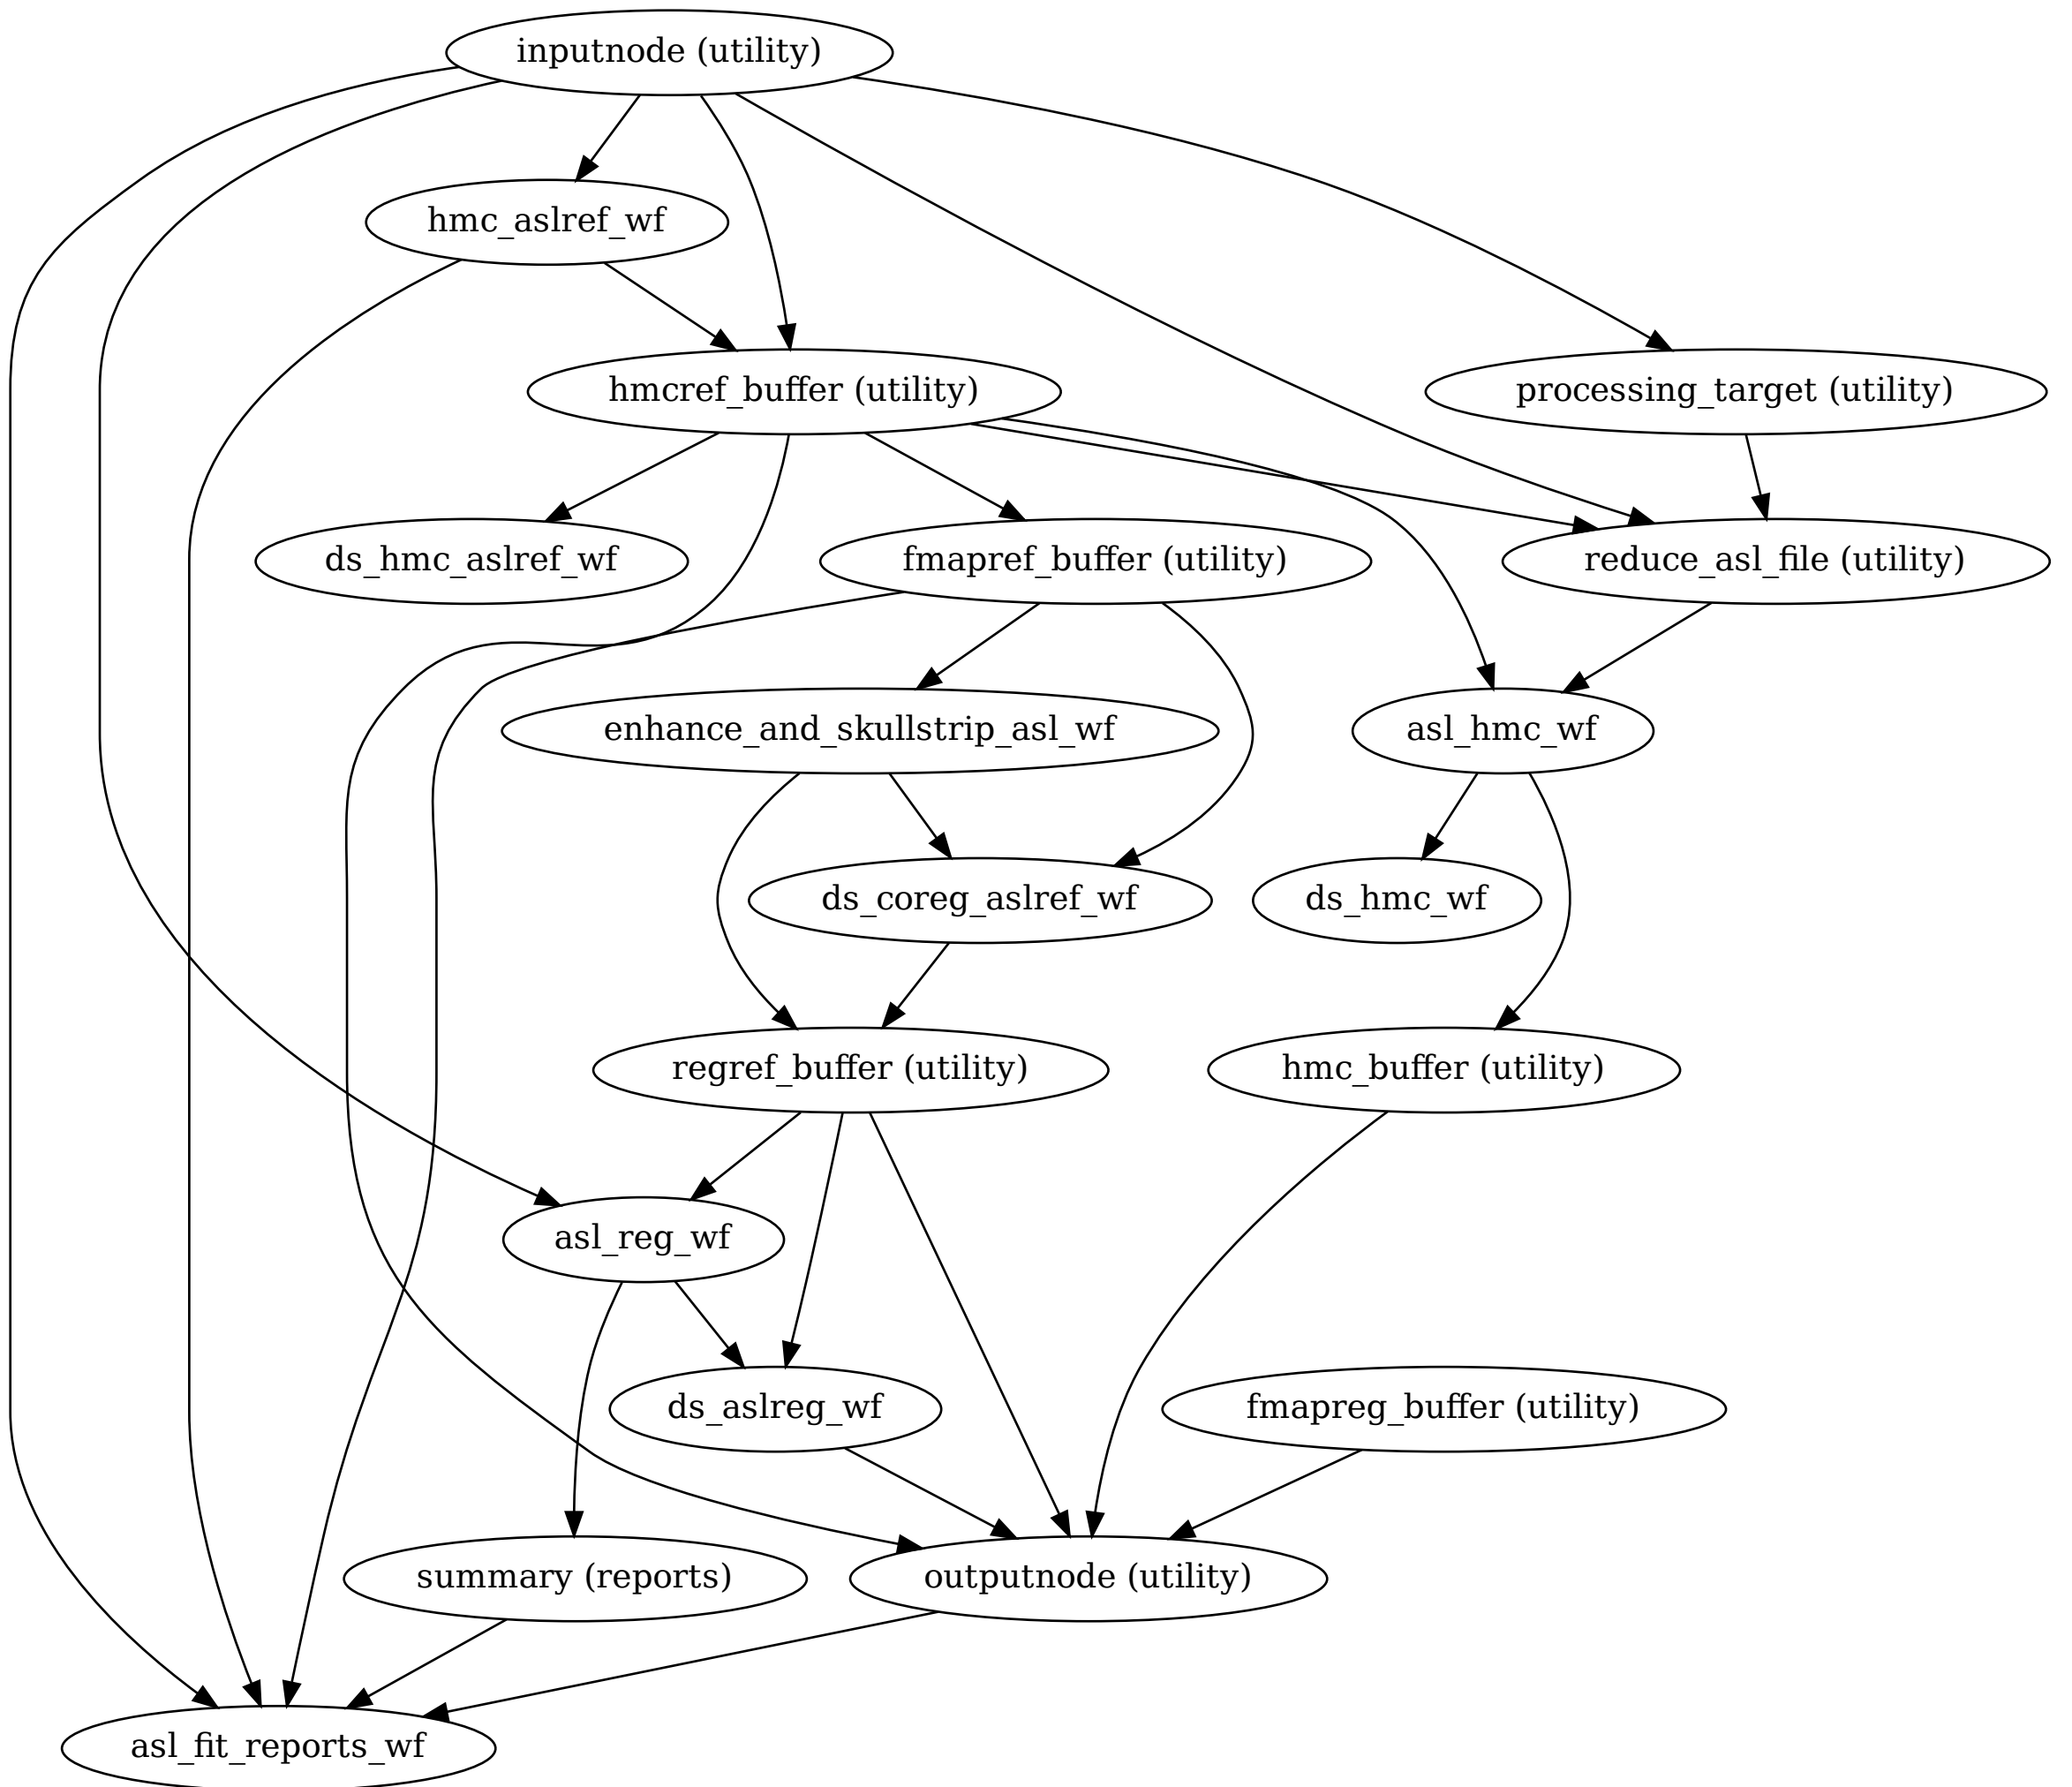 inputnode (utility)
hmc_aslref_wf
hmcref_buffer (utility)
processing_target (utility)
ds_hmc_aslref_wf
fmapref_buffer (utility)
reduce_asl_file (utility)
enhance_and_skullstrip_asl_wf
asl_hmc_wf
ds_coreg_aslref_wf
ds_hmc_wf
regref_buffer (utility)
hmc_buffer (utility)
asl_reg_wf
ds_aslreg_wf
fmapreg_buffer (utility)
summary (reports)
outputnode (utility)
asl_fit_reports_wf